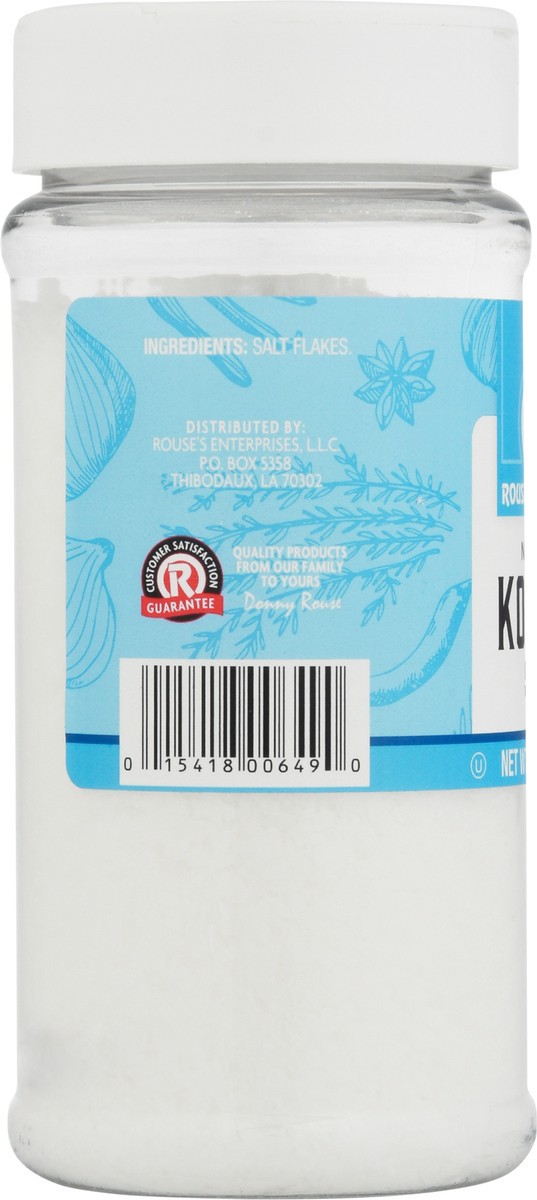 INGREDIENTS: SALT FLAKES.
DISTRIBUTED BY:
ROUSE'S ENTERPRISES, L.L.C.
P.O. BOX 5358
THIBODAUX, LA 70302
CUSTOMER SATISFACTION
R
GUARANTEE
QUALITY PRODUCTS
FROM OUR FAMILY
TO YOURS
Donny Rouse
0 15418 00649 0
ROUS
KO
U
NET W